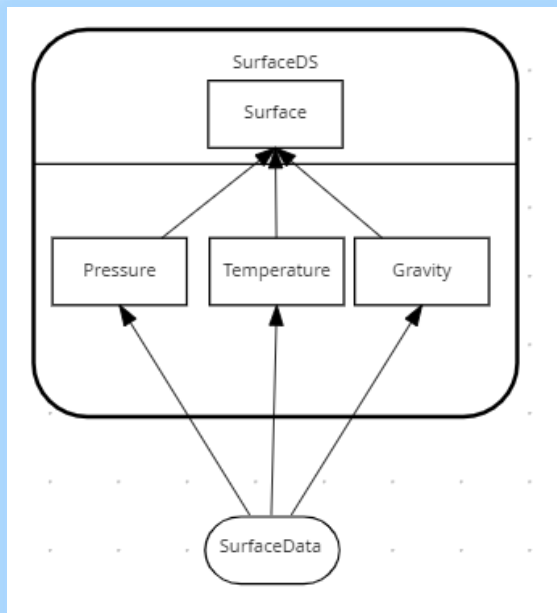 SurfaceDS
Surface
Pressure
Temperature
Gravity
SurfaceData